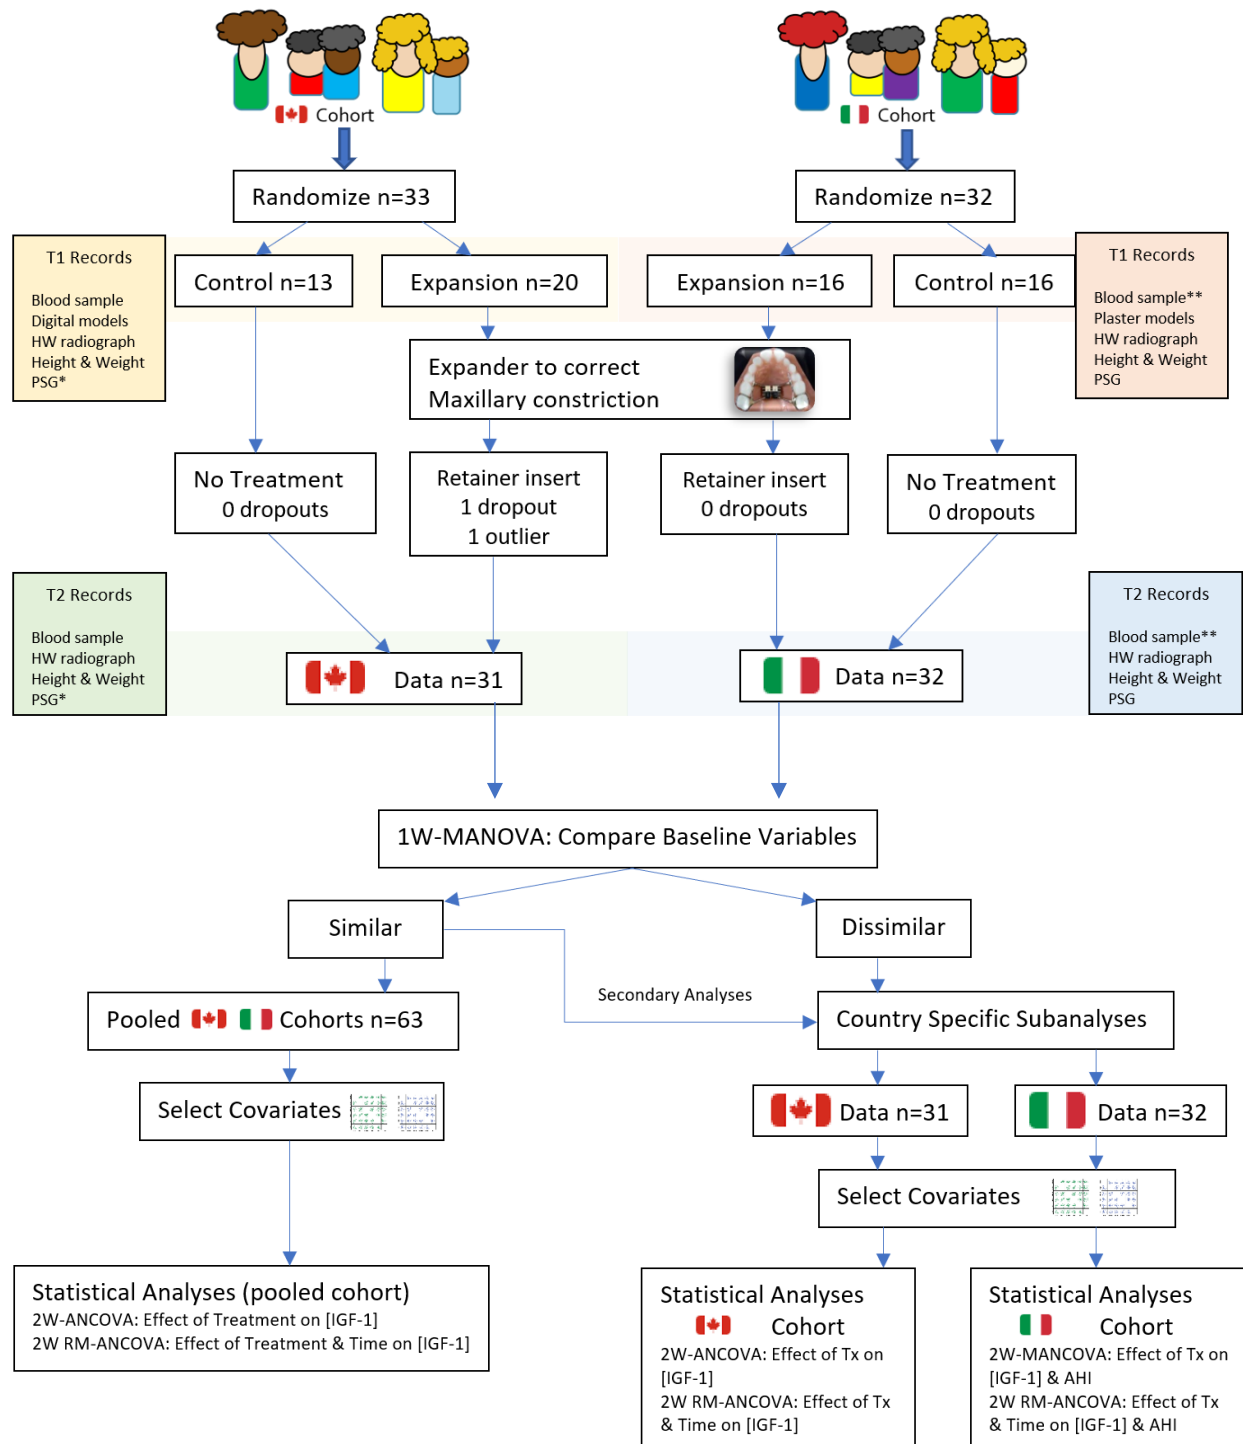 Cohort
Cohort
Randomize n=33
Randomize n=32
T1 Records
Blood sample
Digital models
HW radiograph
Height & Weight
PSG*
Control n=13
Expansion n=20
Expansion n=16
Control n=16
T1 Records
Blood sample**
Plaster models
HW radiograph
Height & Weight
PSG
Expander to correct
Maxillary constriction
No Treatment
0 dropouts
Retainer insert
1 dropout
1 outlier
Retainer insert
0 dropouts
No Treatment
0 dropouts
T2 Records
Blood sample
HW radiograph
Height & Weight
PSG*
Data n=31
Data n=32
T2 Records
Blood sample**
HW radiograph
Height & Weight
PSG
1W-MANOVA: Compare Baseline Variables
Similar
Dissimilar
Secondary Analyses
Pooled Cohorts n=63
Country Specific Subanalyses
Select Covariates
Data n=31
Data n=32
Select Covariates
Statistical Analyses (pooled cohort)
2W-ANCOVA: Effect of Treatment on [IGF-1]
2W RM-ANCOVA: Effect of Treatment & Time on [IGF-1]
Statistical Analyses
Cohort
2W-ANCOVA: Effect of Tx on
[IGF-1]
2W RM-ANCOVA: Effect of Tx
& Time on [IGF-1]
Statistical Analyses
Cohort
2W-MANCOVA: Effect of Tx on
[IGF-1] & AHI
2W RM-ANCOVA: Effect of Tx
& Time on [IGF-1] & AHI